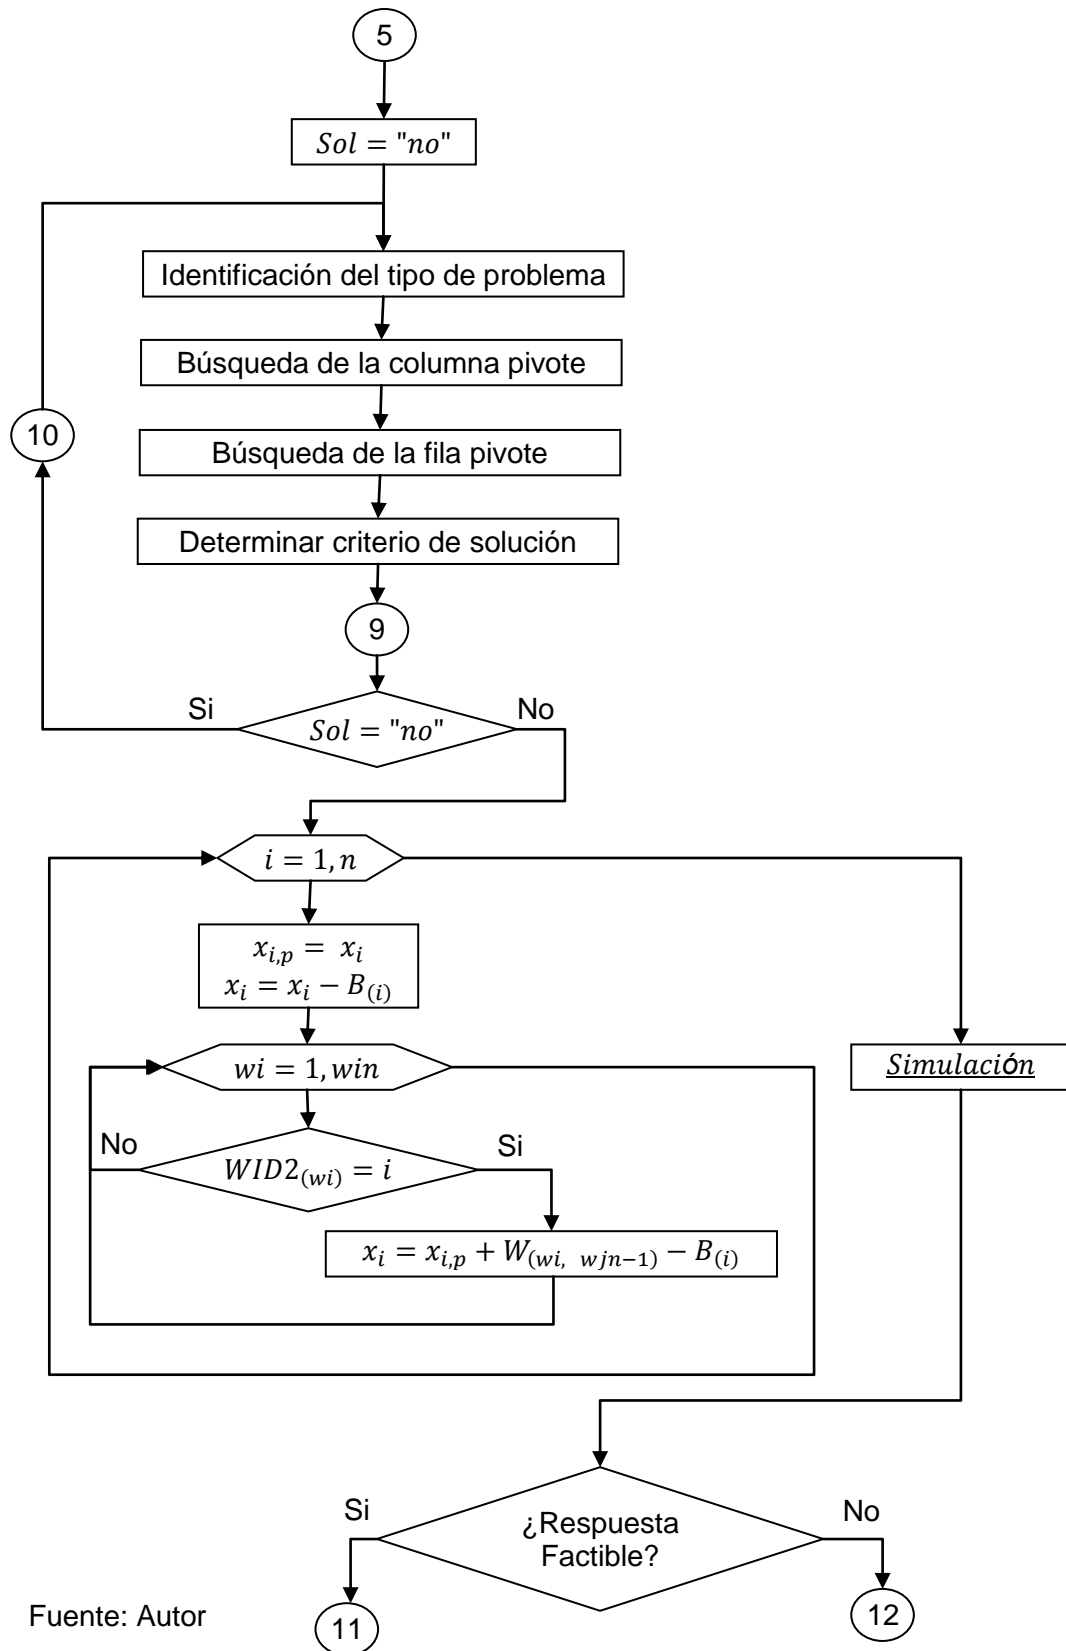 5
Sol = "no"
Identificación del tipo de problema
Búsqueda de la columna pivote
10
Búsqueda de la fila pivote
Determinar criterio de solución
9
Si
No
Sol = "no"
i = 1, n
x_{i,p} = x_i
x_i = x_i − B_{(i)}
wi = 1, win
Simulación
No
Si
WID2_{(wi)} = i
x_i = x_{i,p} + W_{(wi, wjn−1)} − B_{(i)}
Si
No
¿Respuesta
Factible?
Fuente: Autor
11
12